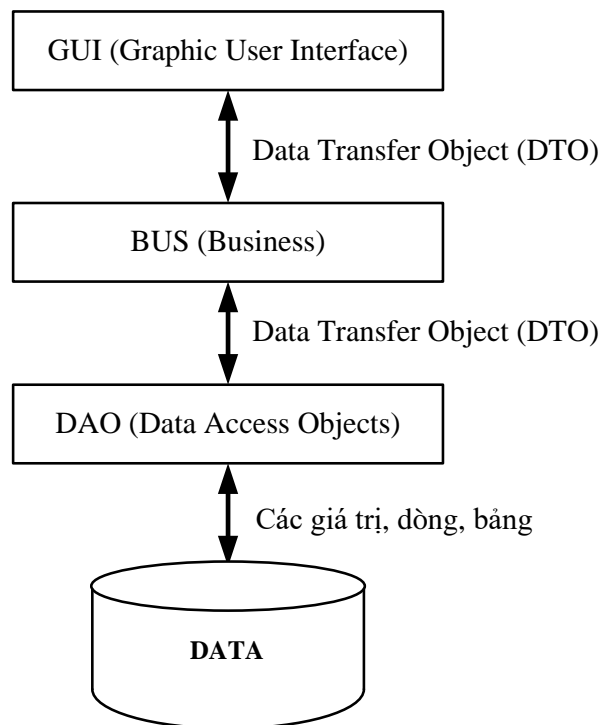 GUI (Graphic User Interface)
Data Transfer Object (DTO)
BUS (Business)
Data Transfer Object (DTO)
DAO (Data Access Objects)
Các giá trị, dòng, bảng
DATA